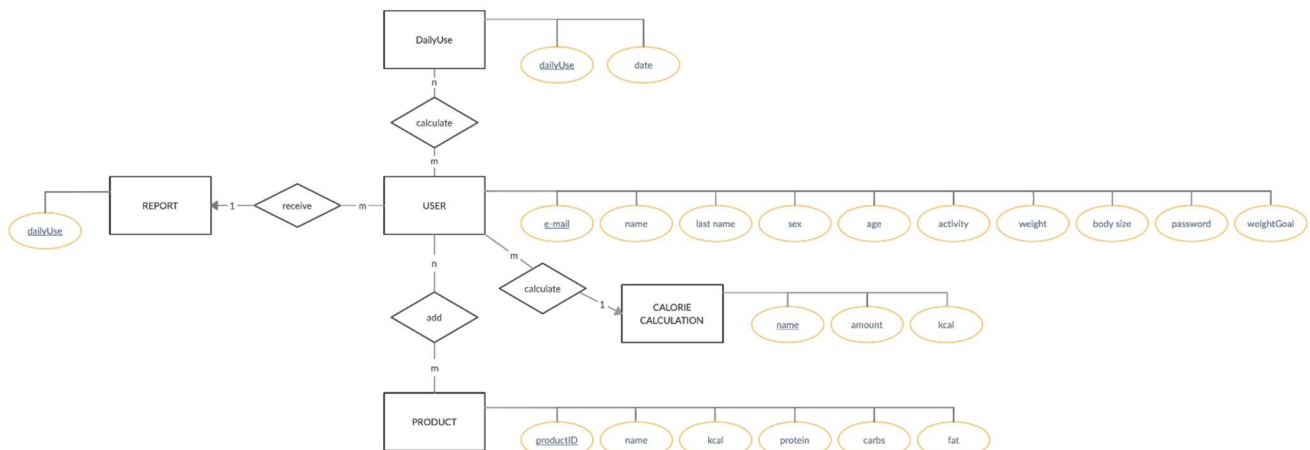 DailyUse
dailyUse
date
n
calculate
m
REPORT
1
receive
m
USER
dailyUse
e-mail
name
last name
sex
age
activity
weight
body size
password
weightGoal
n
m
calculate
1
add
CALORIE
CALCULATION
name
amount
kcal
m
PRODUCT
productID
name
kcal
protein
carbs
fat